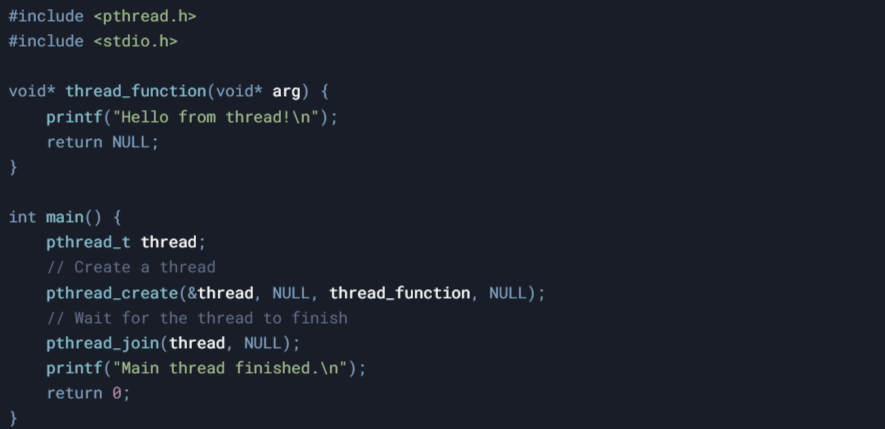 #include <pthread.h>
#include <stdio.h>

void* thread_function(void* arg) {
    printf("Hello from thread!\n");
    return NULL;
}

int main() {
    pthread_t thread;
    // Create a thread
    pthread_create(&thread, NULL, thread_function, NULL);
    // Wait for the thread to finish
    pthread_join(thread, NULL);
    printf("Main thread finished.\n");
    return 0;
}